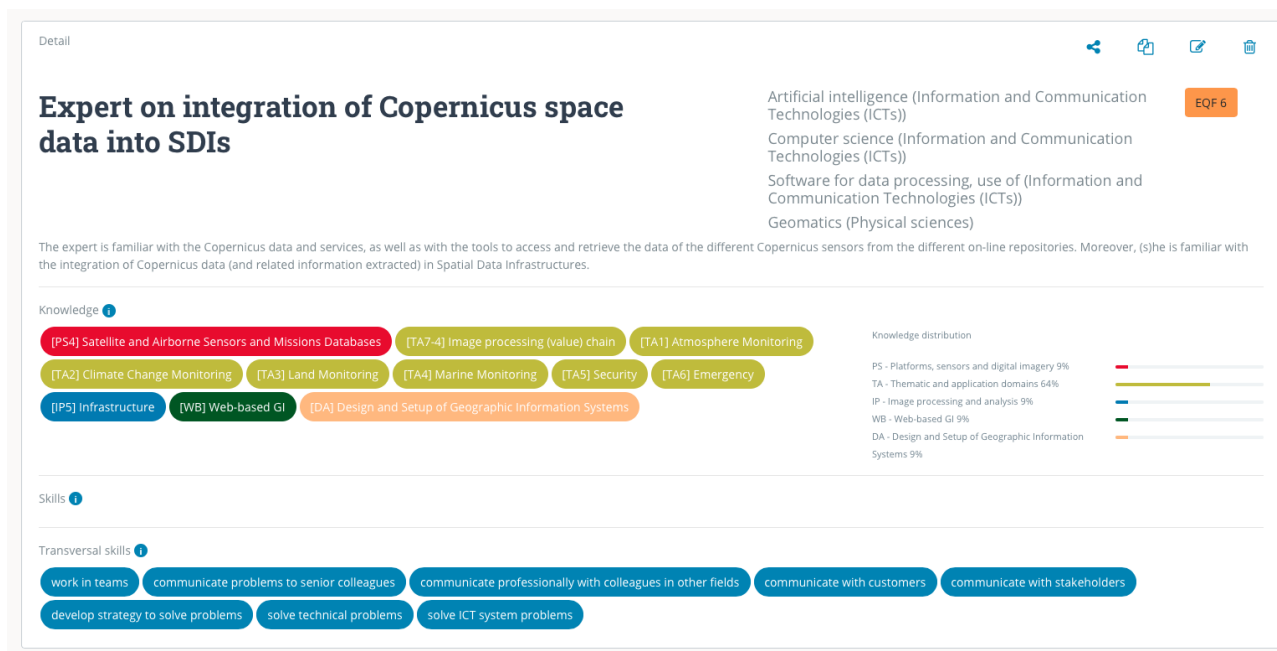 Detail
Expert on integration of Copernicus space
data into SDIs
Artificial intelligence (Information and Communication
Technologies (ICTs))
Computer science (Information and Communication
Technologies (ICTs))
Software for data processing, use of (Information and
Communication Technologies (ICTs))
Geomatics (Physical sciences)
EQF 6
The expert is familiar with the Copernicus data and services, as well as with the tools to access and retrieve the data of the different Copernicus sensors from the different on-line repositories. Moreover, (s)he is familiar with
the integration of Copernicus data (and related information extracted) in Spatial Data Infrastructures.
Knowledge i
[PS4] Satellite and Airborne Sensors and Missions Databases [TA7-4] Image processing (value) chain [TA1] Atmosphere Monitoring
[TA2] Climate Change Monitoring [TA3] Land Monitoring [TA4] Marine Monitoring [TA5] Security [TA6] Emergency
[IP5] Infrastructure [WB] Web-based GI [DA] Design and Setup of Geographic Information Systems
Knowledge distribution
PS - Platforms, sensors and digital imagery 9%
TA - Thematic and application domains 64%
IP - Image processing and analysis 9%
WB - Web-based GI 9%
DA - Design and Setup of Geographic Information
Systems 9%
Skills i
Transversal skills i
work in teams communicate problems to senior colleagues communicate professionally with colleagues in other fields communicate with customers communicate with stakeholders
develop strategy to solve problems solve technical problems solve ICT system problems